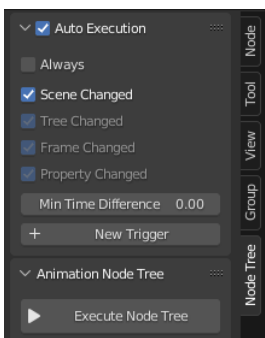 Auto Execution
Always
Scene Changed
Tree Changed
Frame Changed
Property Changed
Min Time Difference 0.00
+ New Trigger
Animation Node Tree
Execute Node Tree
Node
Tool
View
Group
Node Tree